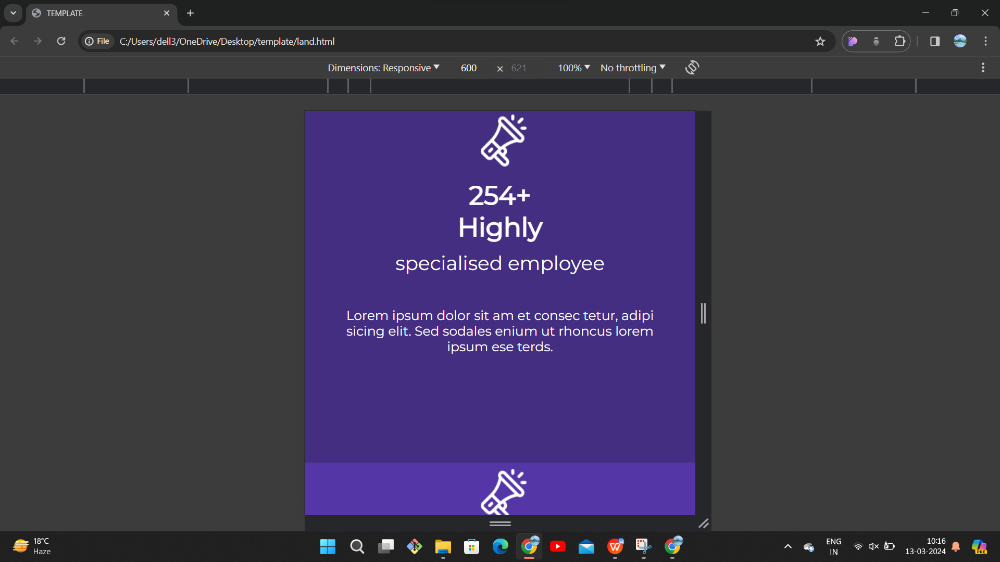 TEMPLATE
File
C:/Users/dell3/OneDrive/Desktop/template/land.html
Dimensions: Responsive
600
×
621
100%
No throttling
254+
Highly
specialised employee
Lorem ipsum dolor sit am et consec tetur, adipi
sicing elit. Sed sodales enium ut rhoncus lorem
ipsum ese terds.
18°C
Haze
W
W
ENG
IN
10:16
13-03-2024
PRE